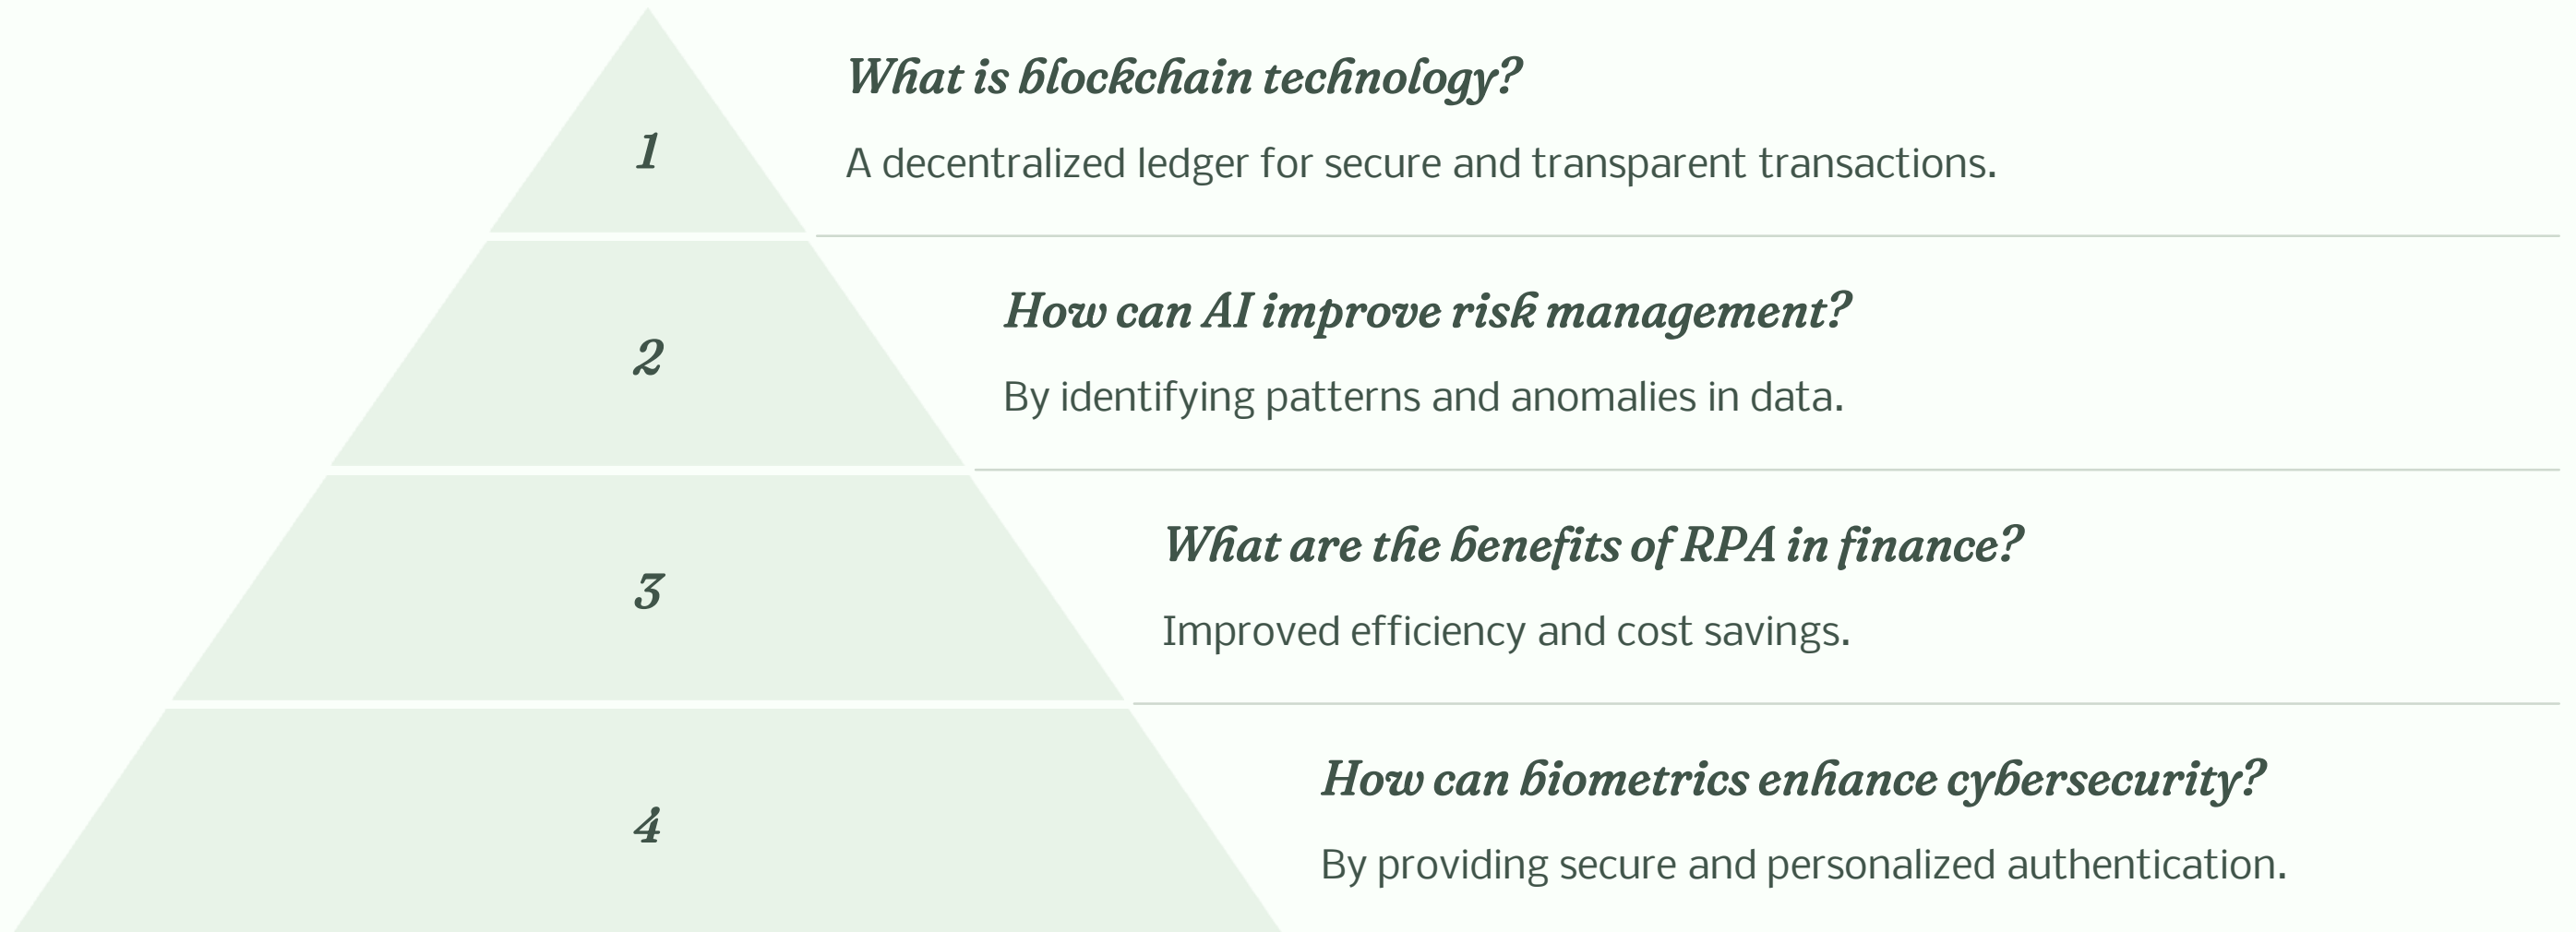 1
What is blockchain technology?
A decentralized ledger for secure and transparent transactions.
2
How can AI improve risk management?
By identifying patterns and anomalies in data.
3
What are the benefits of RPA in finance?
Improved efficiency and cost savings.
4
How can biometrics enhance cybersecurity?
By providing secure and personalized authentication.